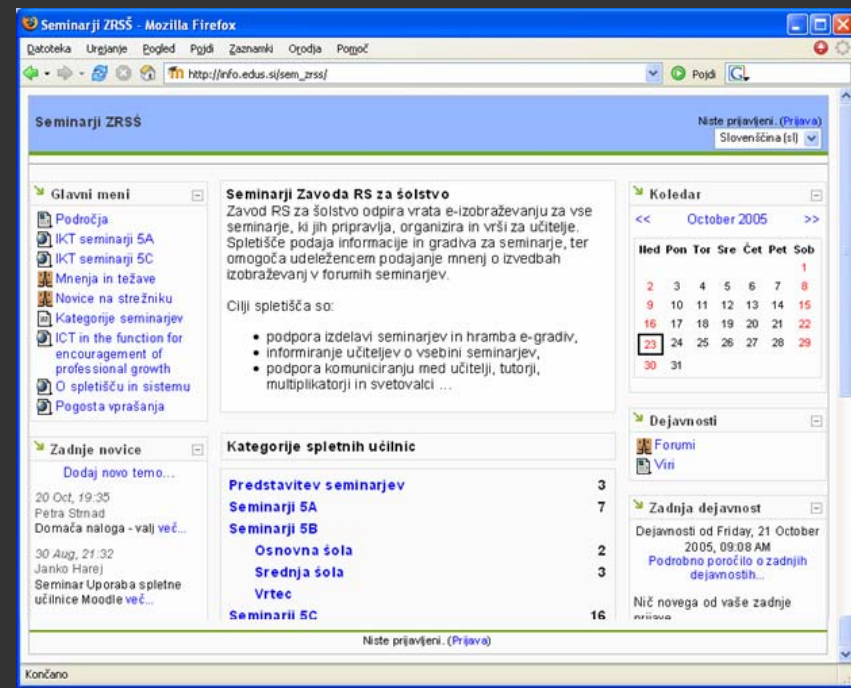 Seminarji ZRSŠ - Mozilla Firefox
Datoteka Urejanje Pogled Pojdi Zaznamki Orodja Pomoč
http://info.edus.si/sem_zrss/
Pojdi
Seminarji ZRSŠ
Niste prijavljeni. (Prijava)
Slovenščina (sl)
Glavni meni
Področja
IKT seminarji 5A
IKT seminarji 5C
Mnenja in težave
Novice na strežniku
Kategorije seminarjev
ICT in the function for
encouragement of
professional growth
O spletišču in sistemu
Pogosta vprašanja
Zadnje novice
Dodaj novo temo...
20 Oct, 19:35
Petra Strnad
Domača naloga - valj več...
30 Aug, 21:32
Janko Harej
Seminar Uporaba spletne
učilnice Moodle več...
Seminarji Zavoda RS za šolstvo
Zavod RS za šolstvo odpira vrata e-izobraževanju za vse
seminarje, ki jih pripravlja, organizira in vrši za učitelje.
Spletišče podaja informacije in gradiva za seminarje, ter
omogoča udeležencem podajanje mnenj o izvedbah
izobraževanj v forumih seminarjev.
Cilji spletišča so:
• podpora izdelavi seminarjev in hramba e-gradiv,
• informiranje učiteljev o vsebini seminarjev,
• podpora komuniciranju med učitelji, tutorji,
multiplikatorji in svetovalci ...
Kategorije spletnih učilnic
Predstavitev seminarjev 3
Seminarji 5A 7
Seminarji 5B
Osnovna šola 2
Srednja šola 3
Vrtec
Seminarji 5C 16
Koledar
<< October 2005 >>
Ned Pon Tor Sre Čet Pet Sob
1
2 3 4 5 6 7 8
9 10 11 12 13 14 15
16 17 18 19 20 21 22
23 24 25 26 27 28 29
30 31
Dejavnosti
Forumi
Viri
Zadnja dejavnost
Dejavnosti od Friday, 21 October
2005, 09:08 AM
Podrobno poročilo o zadnjih
dejavnostih...
Nič novega od vaše zadnje
prijave
Niste prijavljeni. (Prijava)
Končano